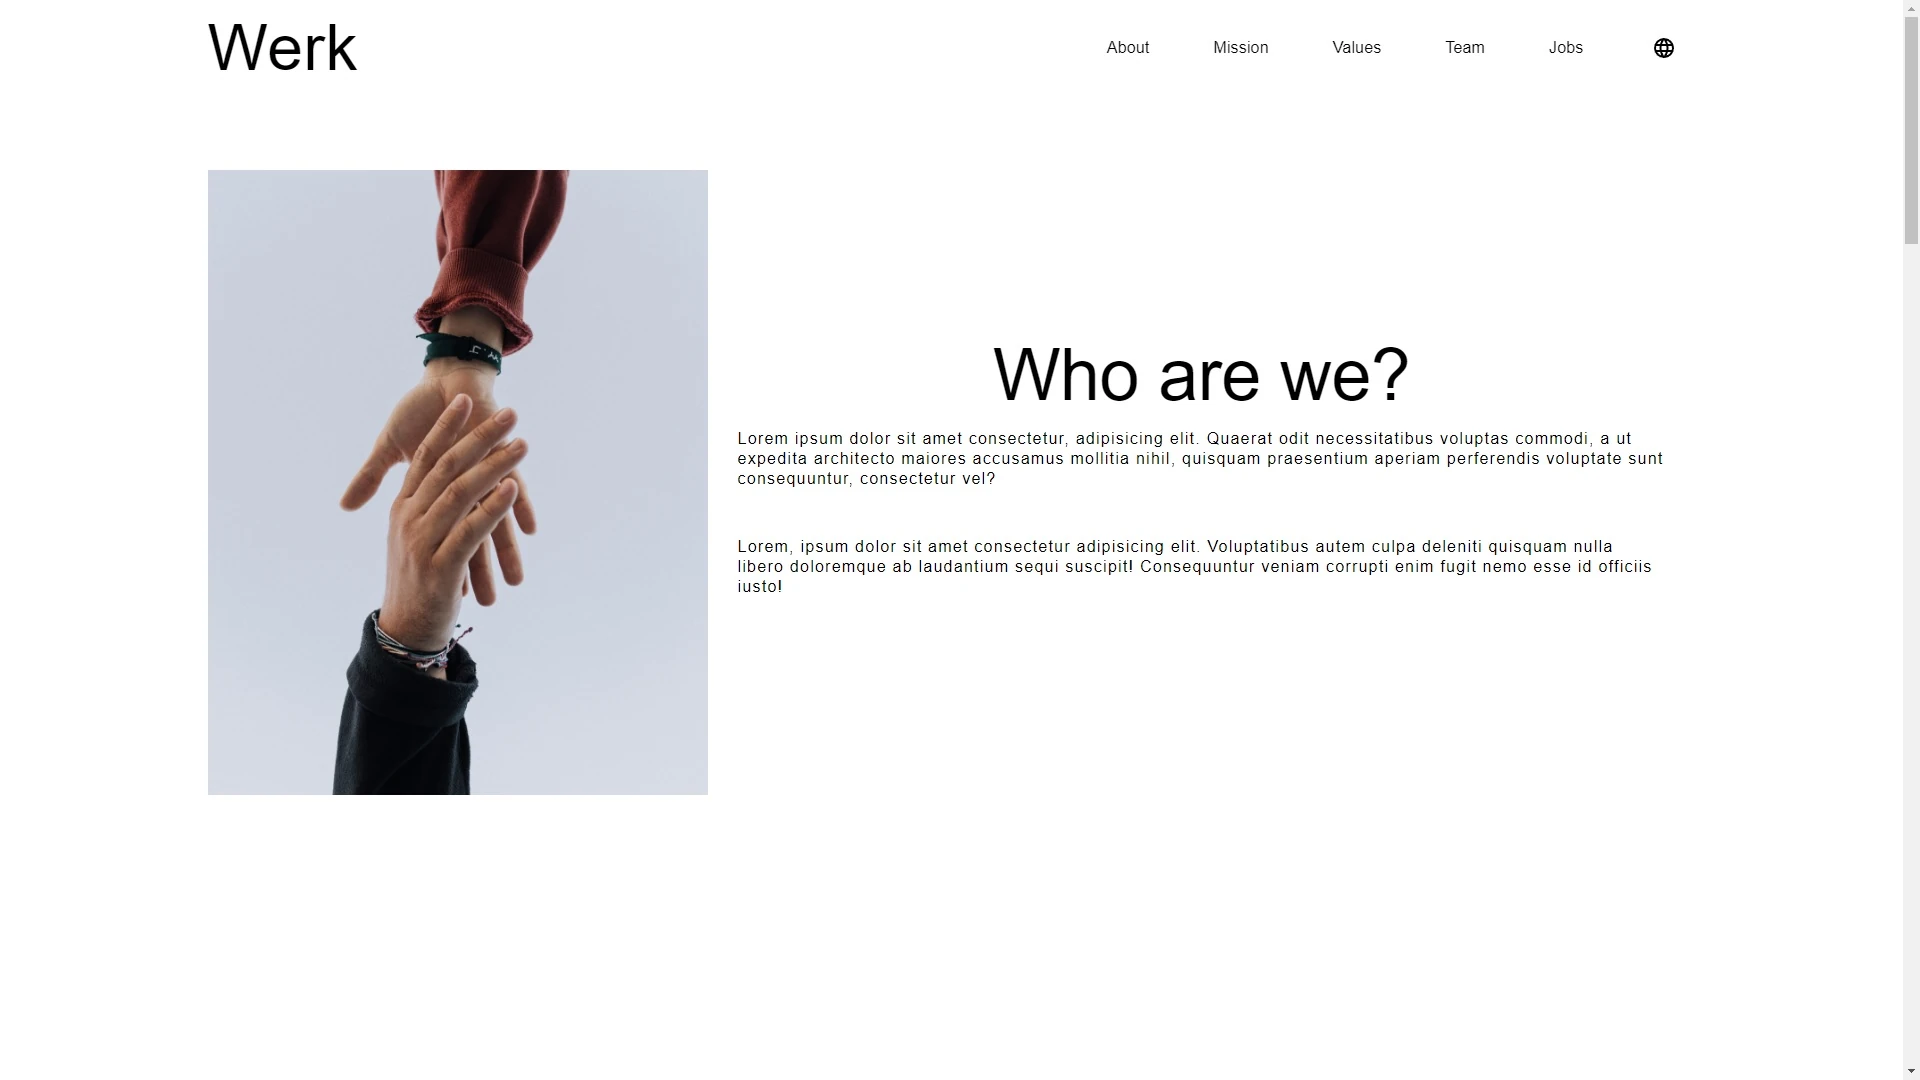 Werk
About
Mission
Values
Team
Jobs
Who are we?
Lorem ipsum dolor sit amet consectetur, adipisicing elit. Quaerat odit necessitatibus voluptas commodi, a ut
expedita architecto maiores accusamus mollitia nihil, quisquam praesentium aperiam perferendis voluptate sunt
consequuntur, consectetur vel?
Lorem, ipsum dolor sit amet consectetur adipisicing elit. Voluptatibus autem culpa deleniti quisquam nulla
libero doloremque ab laudantium sequi suscipit! Consequuntur veniam corrupti enim fugit nemo esse id officiis
iusto!